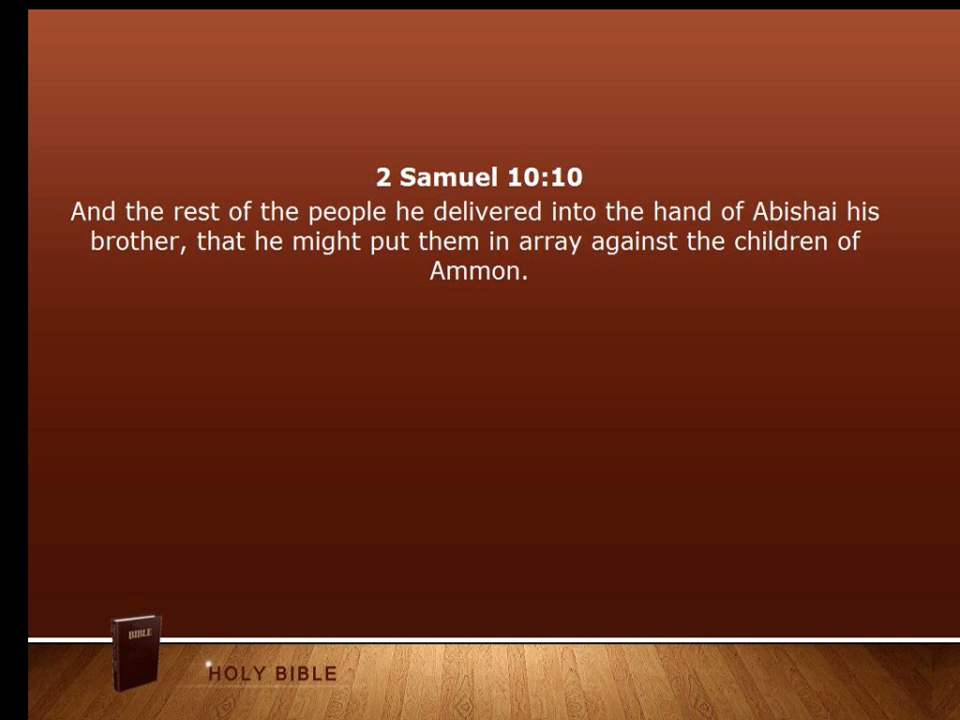 2 Samuel 10:10
And the rest of the people he delivered into the hand of Abishai his
brother, that he might put them in array against the children of
Ammon.
BIBLE
HOLY BIBLE